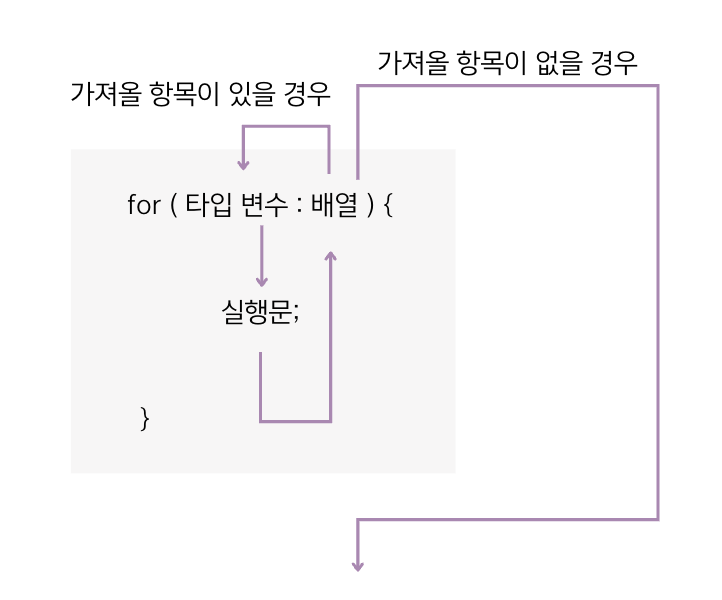 가져올 항목이 없을 경우
가져올 항목이 있을 경우
for ( 타입 변수 : 배열 ) {
실행문;
}